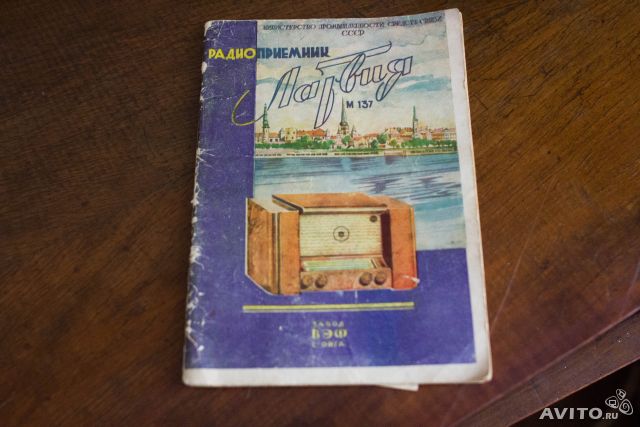 МИНИСТЕРСТВО ПРОМЫШЛЕННОСТИ СРЕДСТВ СВЯЗИ
СССР
РАДИОПРИЕМНИК
Латвия
М 137
ЗАВОД
ВЭФ
Г. РИГА
AVITO.ru